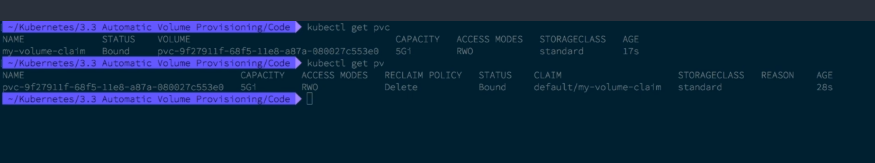 ~/Kubernetes/3.3 Automatic Volume Provisioning/Code kubectl get pvc
NAME STATUS VOLUME CAPACITY ACCESS MODES STORAGECLASS AGE
my-volume-claim Bound pvc-9f27911f-68f5-11e8-a87a-080027c553e0 5Gi RWO standard 17s
~/Kubernetes/3.3 Automatic Volume Provisioning/Code kubectl get pv
NAME CAPACITY ACCESS MODES RECLAIM POLICY STATUS CLAIM STORAGECLASS REASON AGE
pvc-9f27911f-68f5-11e8-a87a-080027c553e0 5Gi RWO Delete Bound default/my-volume-claim standard 28s
~/Kubernetes/3.3 Automatic Volume Provisioning/Code